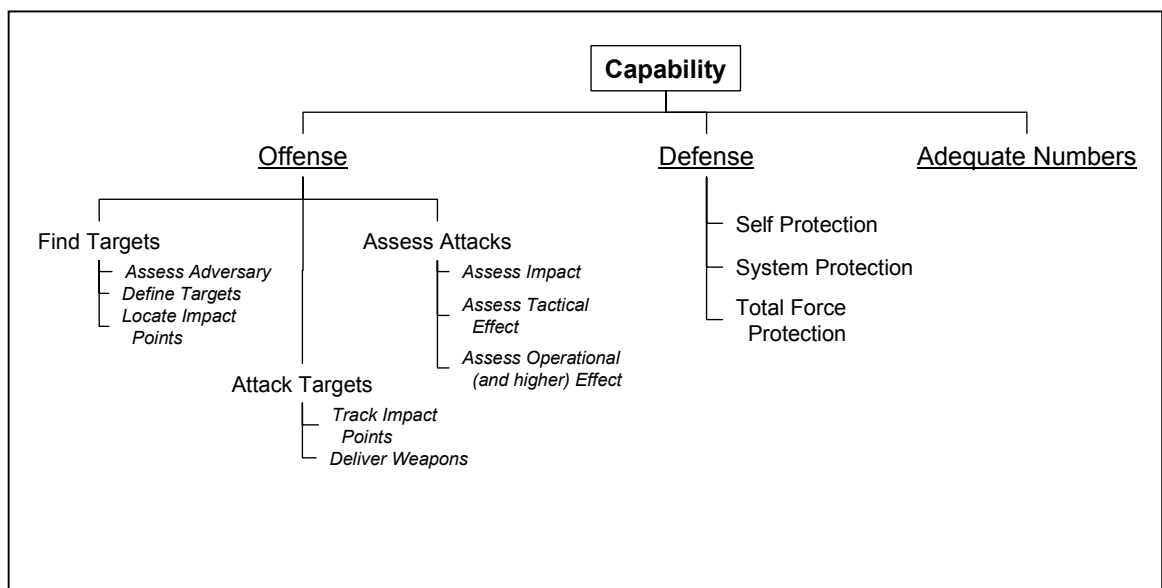 Capability
Offense
Defense
Adequate Numbers
Find Targets
Assess Adversary
Define Targets
Locate Impact
Points
Attack Targets
Track Impact
Points
Deliver Weapons
Assess Attacks
Assess Impact
Assess Tactical
Effect
Assess Operational
(and higher) Effect
Self Protection
System Protection
Total Force
Protection